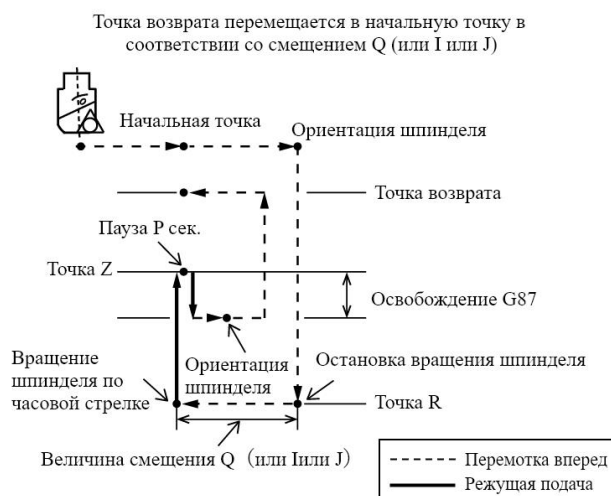 Точка возврата перемещается в начальную точку в
соответствии со смещением Q (или I или J)
Начальная точка
Ориентация шпинделя
Точка возврата
Пауза P сек.
Точка Z
Освобождение G87
Вращение
шпинделя по
часовой стрелке
Ориентация
шпинделя
Остановка вращения шпинделя
Точка R
Величина смещения Q (или Iили J)
Перемотка вперед
Режущая подача